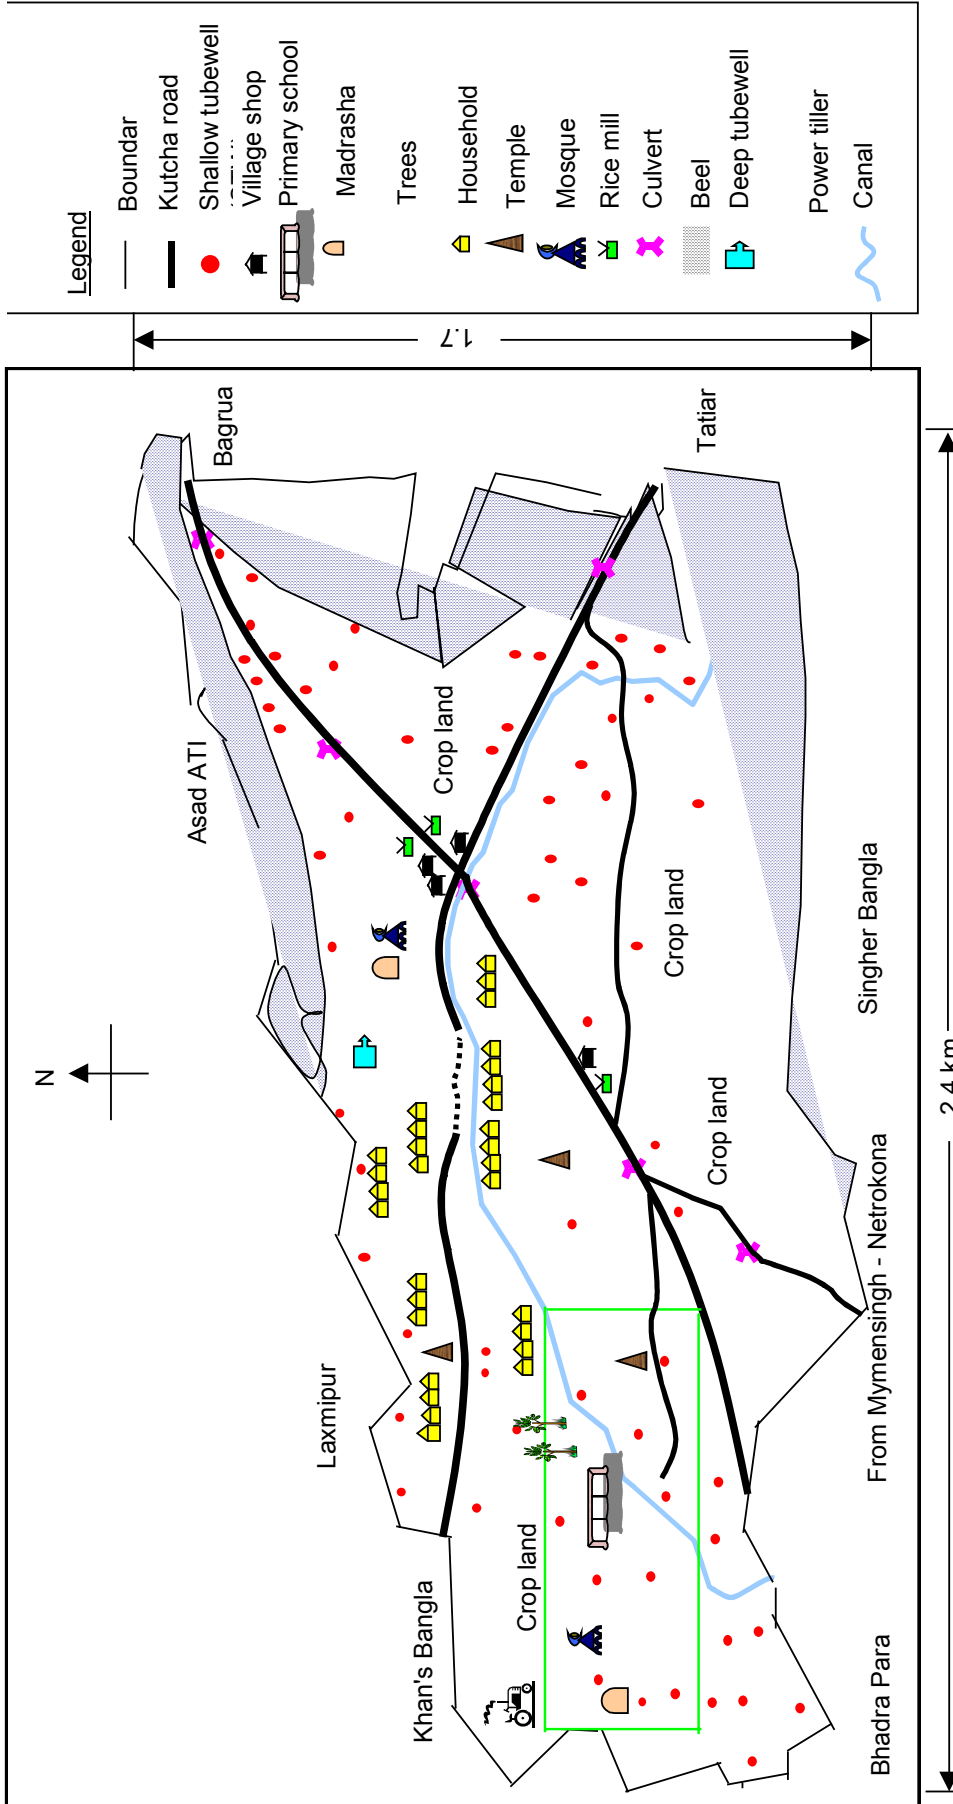 Legend
Boundar
Kutcha road
Shallow tubewell
Village shop
Primary school
Madrasha
Trees
Household
Temple
Mosque
Rice mill
Culvert
Beel
Deep tubewell
Power tiller
Canal
1.7
Bagrua
Tatiar
Asad ATI
Crop land
N
Crop land
Singher Bangla
Crop land
Laxmipur
From Mymensingh - Netrokona
Khan's Bangla
Crop land
Bhadra Para
2.4 km